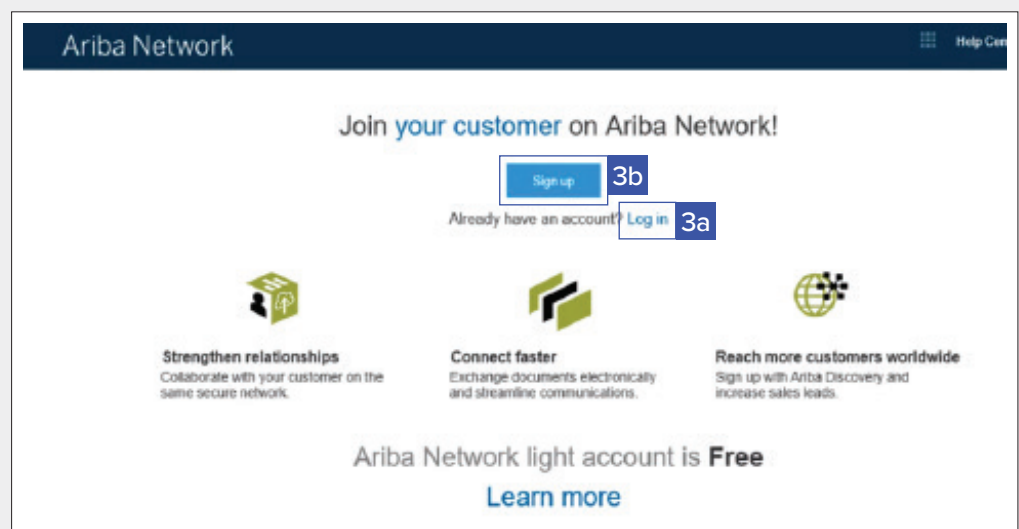 Ariba Network
Help Cen
Join your customer on Ariba Network!
Sign up 3b
Already have an account? Log in 3a
Strengthen relationships
Collaborate with your customer on the
same secure network.
Connect faster
Exchange documents electronically
and streamline communications.
Reach more customers worldwide
Sign up with Ariba Discovery and
increase sales leads.
Ariba Network light account is Free
Learn more